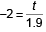 -2 = t/1.9